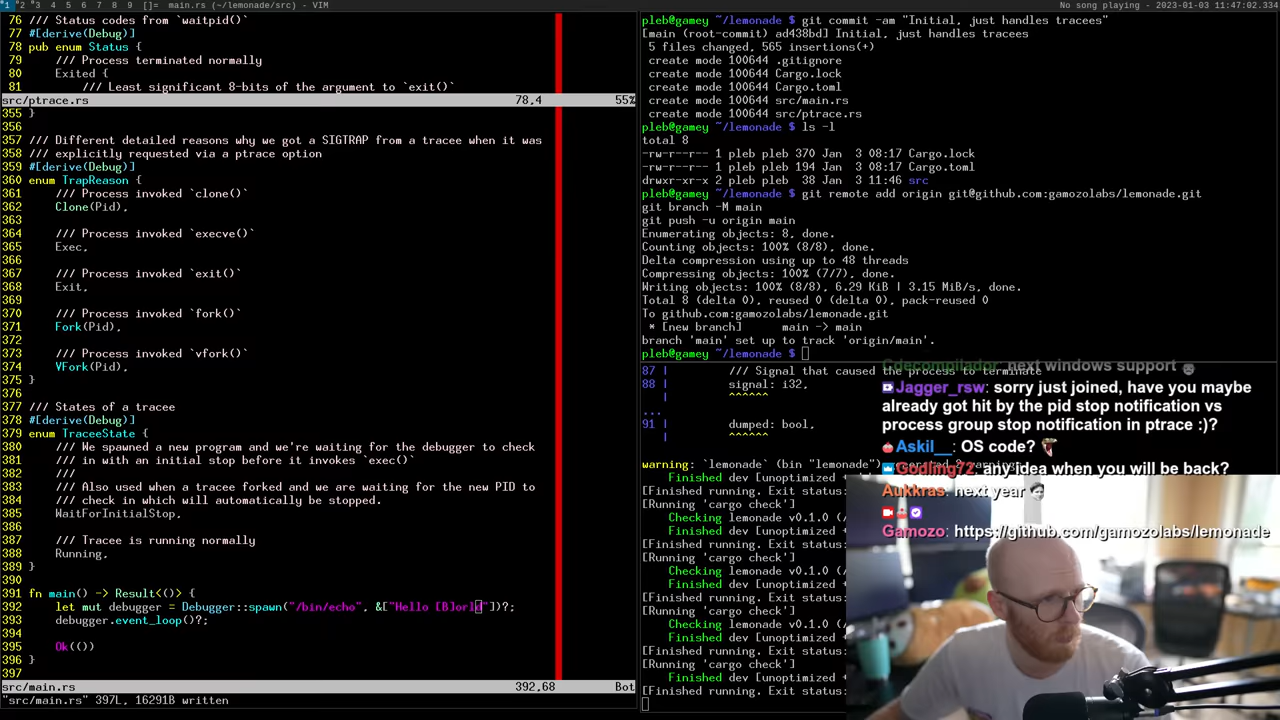 1 2 3 4 5 6 7 8 9 []= main.rs (~/lemonade/src) - VIM
No song playing - 2023-01-03 11:47:02.334
76 /// Status codes from `waitpid()`
77 #[derive(Debug)]
78 pub enum Status {
79     /// Process terminated normally
80     Exited {
81         /// Least significant 8-bits of the argument to `exit()`
src/ptrace.rs 78,4 55%
355 }
356
357 /// Different detailed reasons why we got a SIGTRAP from a tracee when it was
358 /// explicitly requested via a ptrace option
359 #[derive(Debug)]
360 enum TrapReason {
361     /// Process invoked `clone()`
362     Clone(Pid),
363
364     /// Process invoked `execve()`
365     Exec,
366
367     /// Process invoked `exit()`
368     Exit,
369
370     /// Process invoked `fork()`
371     Fork(Pid),
372
373     /// Process invoked `vfork()`
374     VFork(Pid),
375 }
376
377 /// States of a tracee
378 #[derive(Debug)]
379 enum TraceeState {
380     /// We spawned a new program and we're waiting for the debugger to check
381     /// in with an initial stop before it invokes `exec()`
382     ///
383     /// Also used when a tracee forked and we are waiting for the new PID to
384     /// check in which will automatically be stopped.
385     WaitForInitialStop,
386
387     /// Tracee is running normally
388     Running,
389 }
390
391 fn main() -> Result<()> {
392     let mut debugger = Debugger::spawn("/bin/echo", &["Hello [B]orld"])?;
393     debugger.event_loop()?;
394
395     Ok(())
396 }
397
src/main.rs 392,68 Bot
"src/main.rs" 397L, 16291B written
pleb@gamey ~/lemonade $ git commit -am "Initial, just handles tracees"
[main (root-commit) ad438bd] Initial, just handles tracees
 5 files changed, 565 insertions(+)
 create mode 100644 .gitignore
 create mode 100644 Cargo.lock
 create mode 100644 Cargo.toml
 create mode 100644 src/main.rs
 create mode 100644 src/ptrace.rs
pleb@gamey ~/lemonade $ ls -l
total 8
-rw-r--r-- 1 pleb pleb 370 Jan  3 08:17 Cargo.lock
-rw-r--r-- 1 pleb pleb 194 Jan  3 08:17 Cargo.toml
drwxr-xr-x 2 pleb pleb  38 Jan  3 11:46 src
pleb@gamey ~/lemonade $ git remote add origin git@github.com:gamozolabs/lemonade.git
git branch -M main
git push -u origin main
Enumerating objects: 8, done.
Counting objects: 100% (8/8), done.
Delta compression using up to 48 threads
Compressing objects: 100% (7/7), done.
Writing objects: 100% (8/8), 6.29 KiB | 3.15 MiB/s, done.
Total 8 (delta 0), reused 0 (delta 0), pack-reused 0
To github.com:gamozolabs/lemonade.git
 * [new branch]      main -> main
branch 'main' set up to track 'origin/main'.
pleb@gamey ~/lemonade $
87 |         /// Signal that caused the process to terminate
88 |         signal: i32,
   |         ^^^^^^
...
91 |         dumped: bool,
   |         ^^^^^^
warning: `lemonade` (bin "lemonade")
    Finished dev [unoptimized
[Finished running. Exit status:
[Running 'cargo check']
    Checking lemonade v0.1.0 (/
    Finished dev [unoptimized
[Finished running. Exit status:
[Running 'cargo check']
    Checking lemonade v0.1.0 (/
    Finished dev [unoptimized
[Finished running. Exit status:
[Running 'cargo check']
    Checking lemonade v0.1.0 (/
    Finished dev [unoptimized
[Finished running. Exit status:
[Running 'cargo check']
    Finished dev [unoptimized
[Finished running. Exit status:
Cdecompilador: next windows support
Jagger_rsw: sorry just joined, have you maybe
already got hit by the pid stop notification vs
process group stop notification in ptrace :)?
Askil__: OS code?
Godling72: any idea when you will be back?
Aukkras: next year
Gamozo: https://github.com/gamozolabs/lemonade